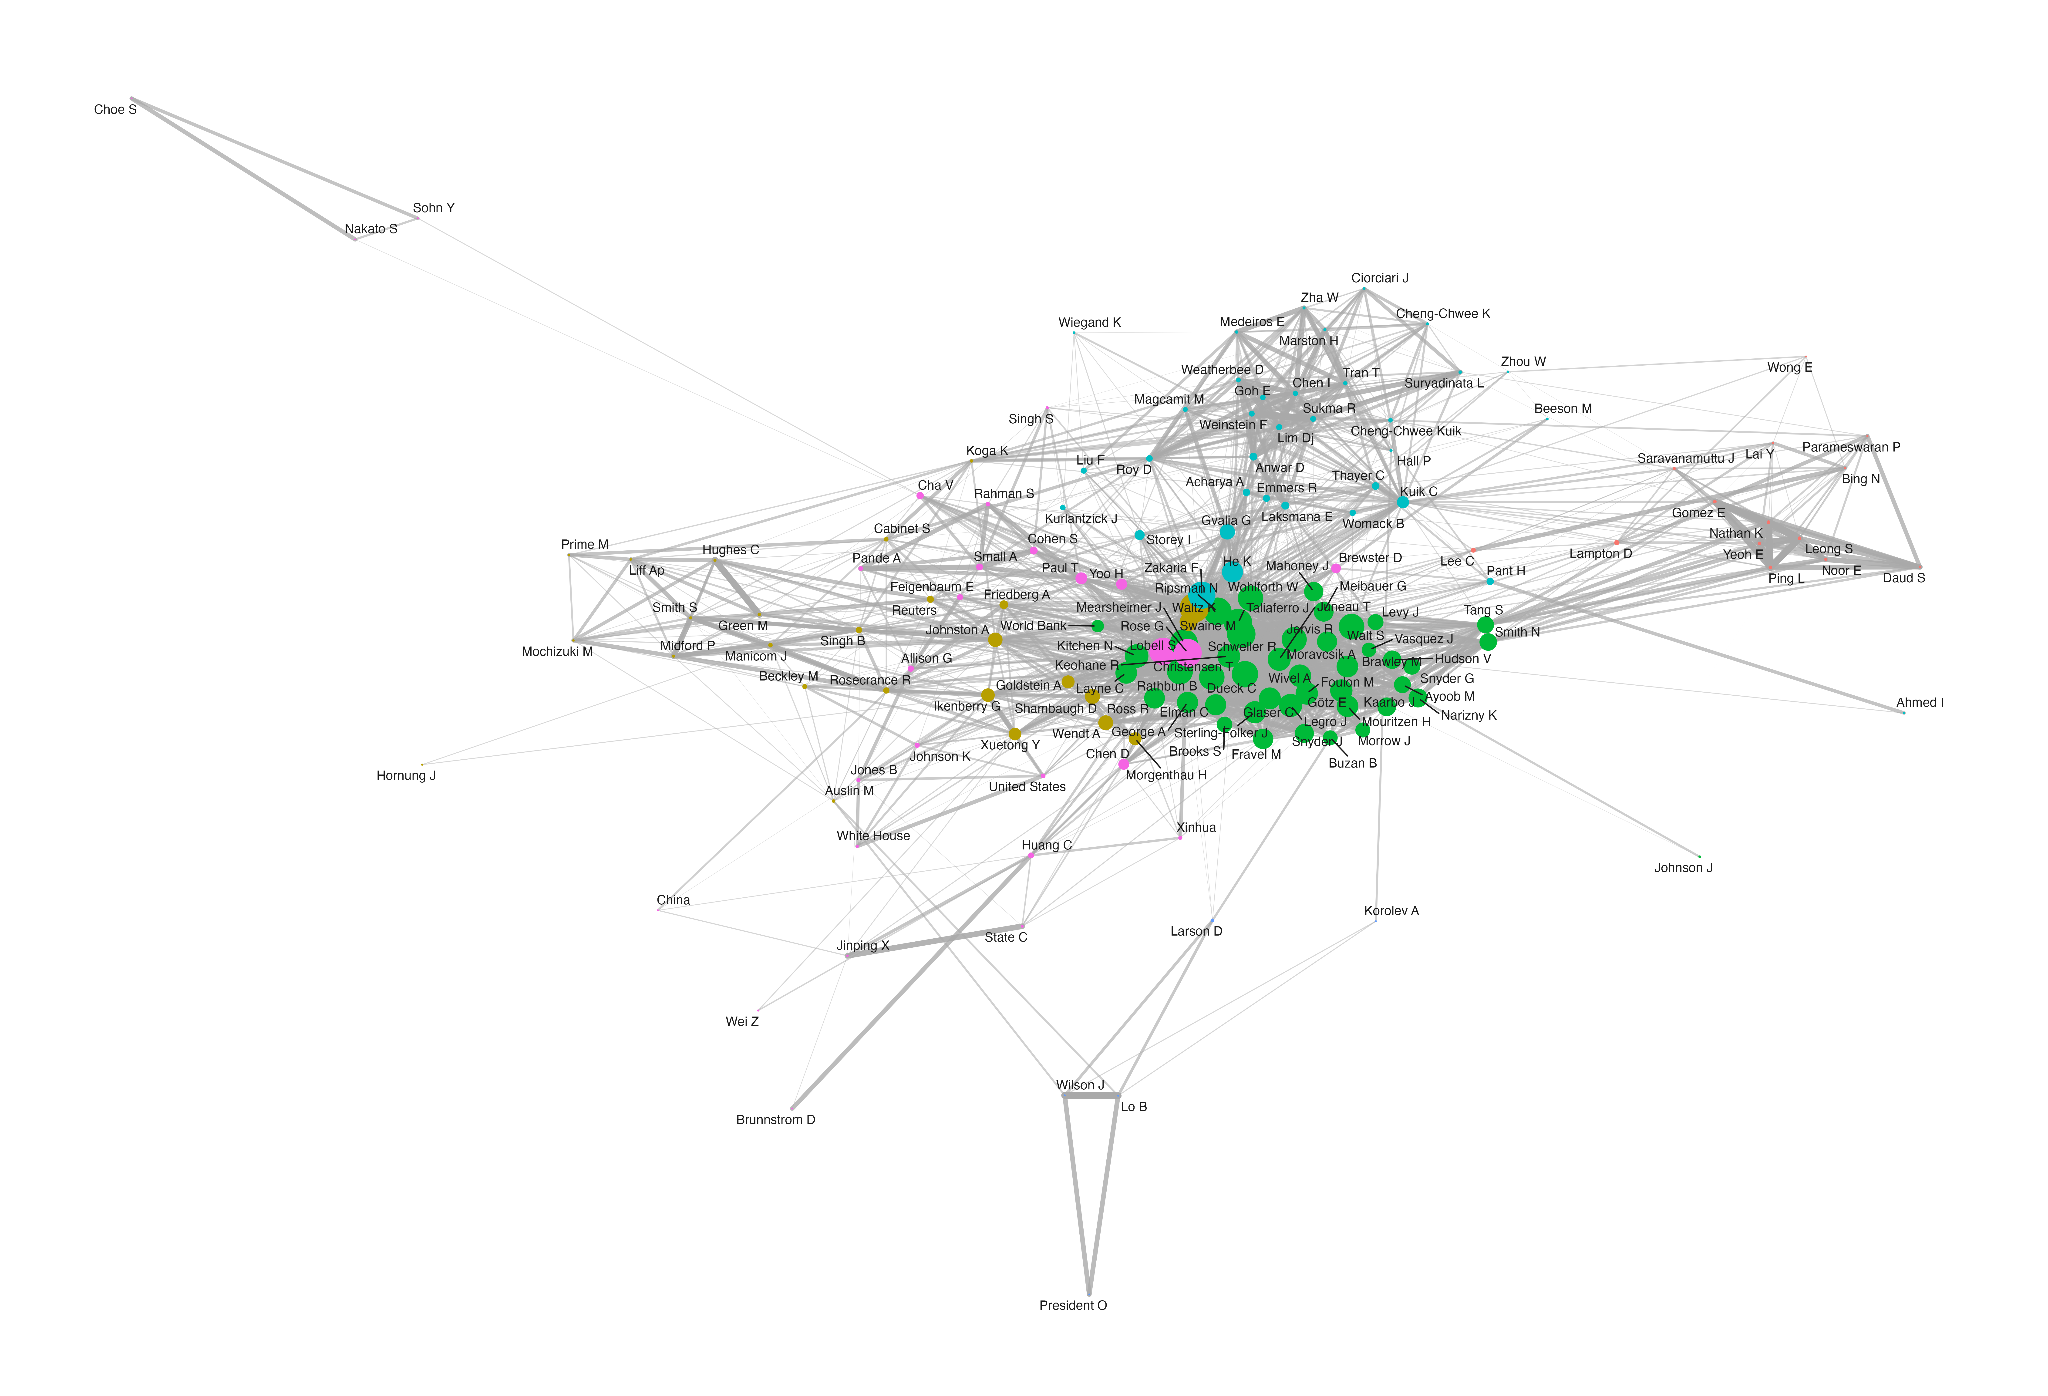 Choe S
Sohn Y
Nakato S
Ciorciari J
Zha W
Cheng-Chwee K
Wiegand K
Medeiros E
Marston H
Zhou W
Wong E
Weatherbee D
Tran T
Chen I
Suryadinata L
Goh E
Magcamit M
Sukma R
Beeson M
Singh S
Weinstein F
Cheng-Chwee Kuik
Lim Dj
Parameswaran P
Koga K
Lai Y
Saravanamuttu J
Liu F
Roy D
Hall P
Anwar D
Thayer C
Bing N
Cha V
Acharya A
Emmers R
Kuik C
Rahman S
Gomez E
Kurlantzick J
Gvalia G
Laksmana E
Womack B
Cabinet S
Cohen S
Storey I
Nathan K
Prime M
Hughes C
Pande A
Small A
Lee C
Lampton D
Leong S
Yeoh E
Liff Ap
Paul T
Yoo H
Zakaria F
He K
Mahoney J
Brewster D
Pant H
Ping L
Noor E
Daud S
Feigenbaum E
Friedberg A
Ripsman N
Wohlforth W
Meibauer G
Smith S
Reuters
Mearsheimer J
Waltz K
Taliaferro J
Juneau T
Levy J
Tang S
Green M
World Bank
Rose G
Swaine M
Jervis R
Walt S
Smith N
Midford P
Singh B
Johnston A
Kitchen N
Lobell S
Schweller R
Moravcsik A
Vasquez J
Mochizuki M
Manicom J
Allison G
Keohane R
Christensen T
Brawley M
Hudson V
Beckley M
Rosecrance R
Goldstein A
Layne C
Rathbun B
Dueck C
Wivel A
Foulon M
Snyder G
Ikenberry G
Shambaugh D
Ross R
Elman C
Glaser C
Götz E
Kaarbo J
Ayoob M
Ahmed I
Narizny K
Xuetong Y
Wendt A
George A
Sterling-Folker J
Legro J
Mouritzen H
Johnson K
Chen D
Brooks S
Fravel M
Snyder J
Morrow J
Buzan B
Hornung J
Jones B
Morgenthau H
Auslin M
United States
White House
Xinhua
Huang C
Johnson J
China
Korolev A
State C
Larson D
Jinping X
Wei Z
Wilson J
Lo B
Brunnstrom D
President O